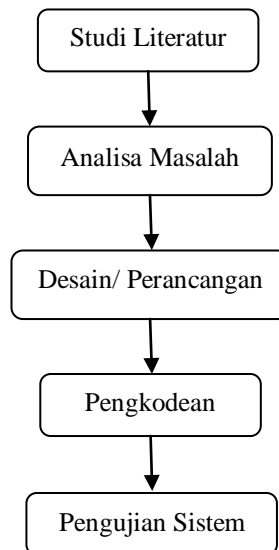 Studi Literatur
Analisa Masalah
Desain/ Perancangan
Pengkodean
Pengujian Sistem